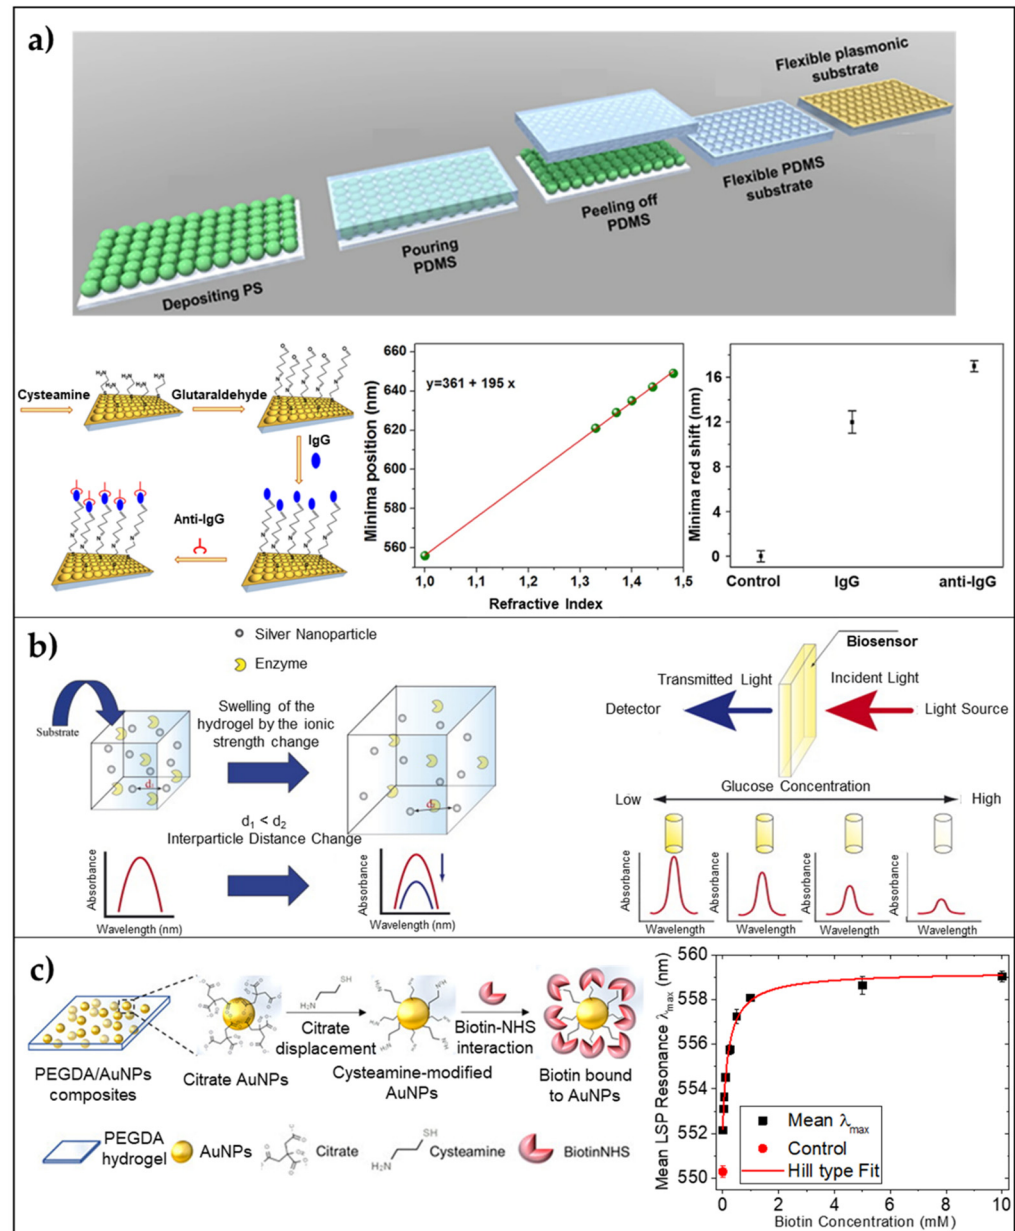 a)
Depositing PS
Pouring
PDMS
Peeling off
PDMS
Flexible PDMS
substrate
Flexible plasmonic
substrate
Cysteamine
Glutaraldehyde
IgG
Anti-IgG
Minima position (nm)
660
640
620
600
580
560
y=361 + 195 x
1,0
1,1
1,2
1,3
1,4
1,5
Refractive Index
Minima red shift (nm)
16
12
8
4
0
Control
IgG
anti-IgG
b)
Silver Nanoparticle
Enzyme
Substrate
Swelling of the
hydrogel by the ionic
strength change
d₁ < d₂
Interparticle Distance Change
Absorbance
Wavelength (nm)
Absorbance
Wavelength (nm)
Biosensor
Transmitted Light
Incident Light
Detector
Light Source
Glucose Concentration
Low
High
Absorbance
Wavelength
Absorbance
Wavelength
Absorbance
Wavelength
Absorbance
Wavelength
c)
PEGDA/AuNPs
composites
Citrate AuNPs
SH
H₂N
Citrate
displacement
Cysteamine-modified
AuNPs
Biotin-NHS
interaction
Biotin bound
to AuNPs
PEGDA
hydrogel
AuNPs
Citrate
SH
H₂N
Cysteamine
BiotinNHS
Mean LSP Resonance λmax (nm)
560
558
556
554
552
550
Mean λmax
Control
Hill type Fit
0
2
4
6
8
10
Biotin Concentration (mM)